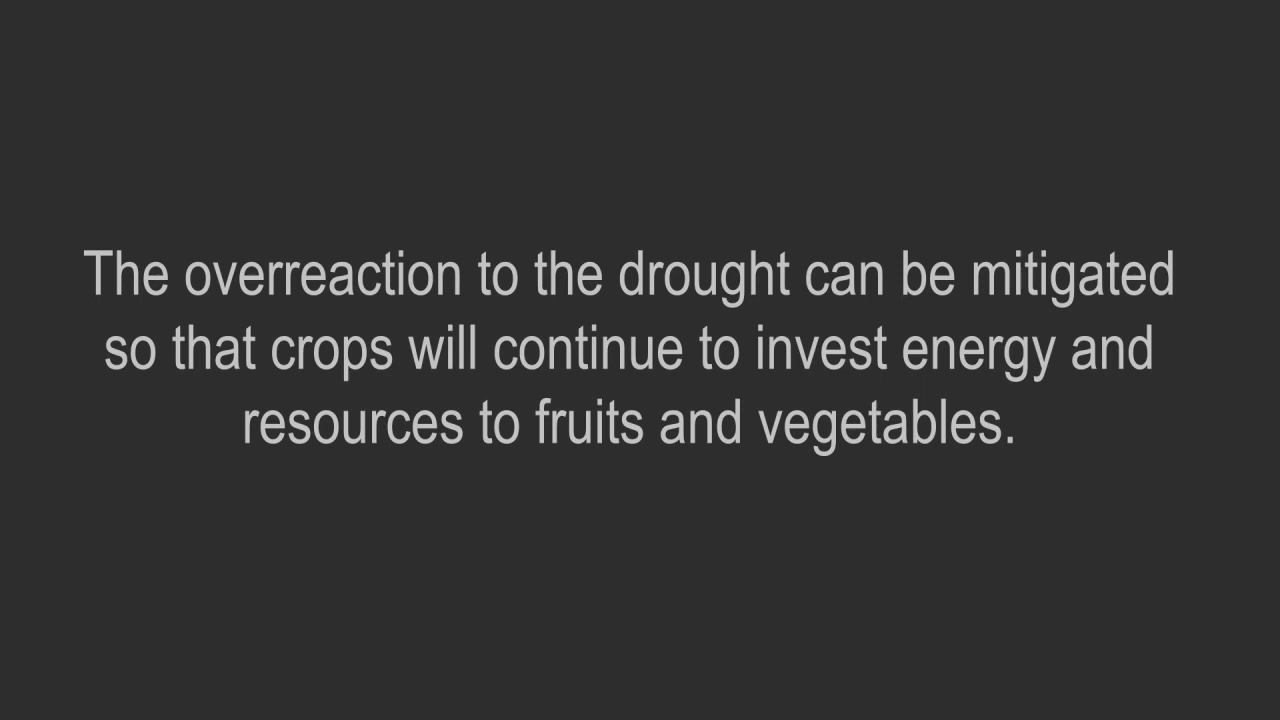 The overreaction to the drought can be mitigated
so that crops will continue to invest energy and
resources to fruits and vegetables.